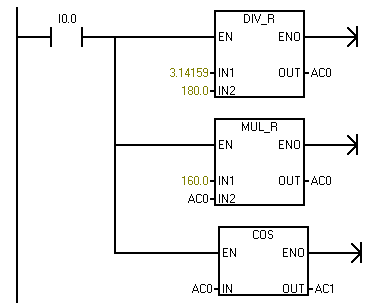 I0.0
DIV_R
EN ENO
3.14159 IN1 OUT AC0
180.0 IN2
MUL_R
EN ENO
160.0 IN1 OUT AC0
AC0 IN2
COS
EN ENO
AC0 IN OUT AC1